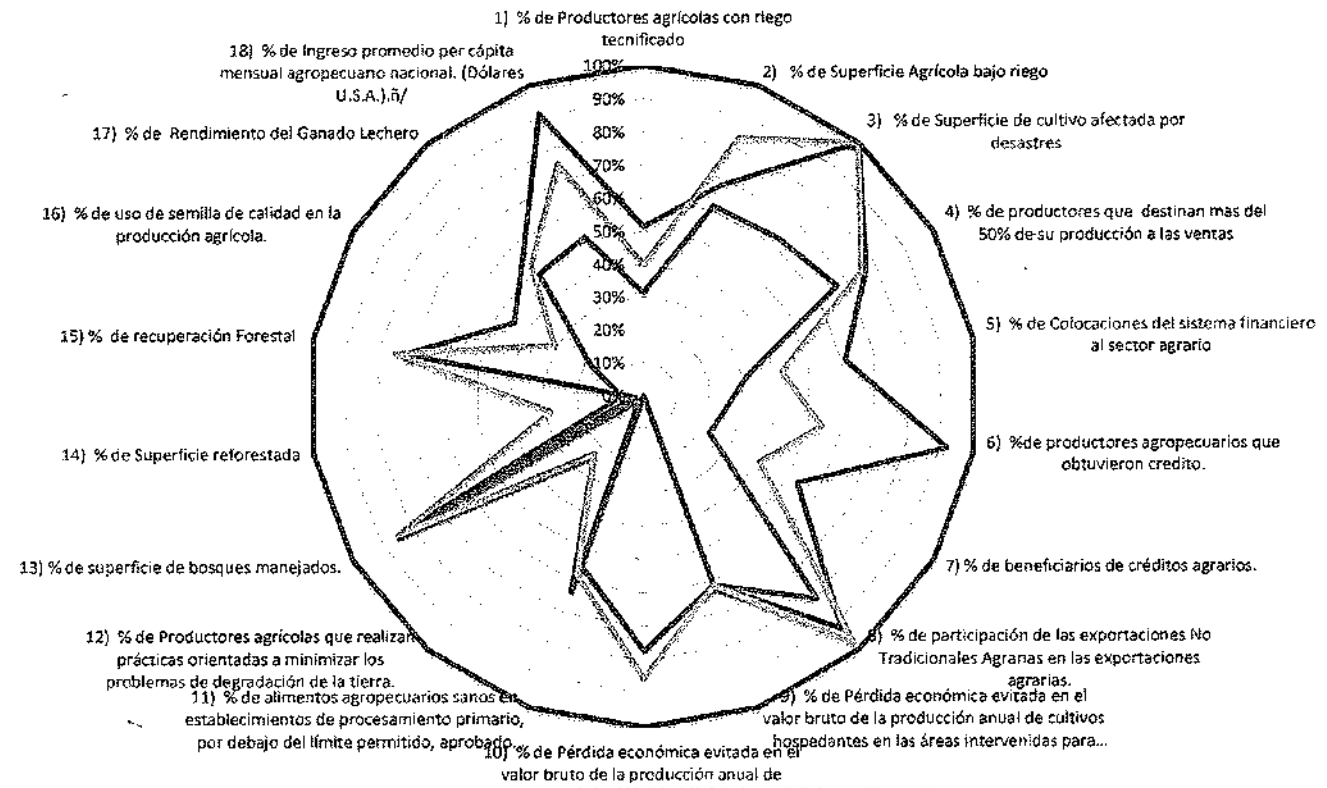 1) % de Productores agrícolas con riego
tecnificado
2) % de Superficie Agrícola bajo riego
3) % de Superficie de cultivo afectada por
desastres
4) % de productores que destinan mas del
50% de su producción a las ventas
5) % de Colocaciones del sistema financiero
al sector agrario
6) %de productores agropecuarios que
obtuvieron credito.
7) % de beneficiarios de créditos agrarios.
8) % de participación de las exportaciones No
Tradicionales Agrarias en las exportaciones
agrarias.
9) % de Pérdida económica evitada en el
valor bruto de la producción anual de cultivos
hospedantes en las áreas intervenidas para...
10) % de Pérdida económica evitada en el
valor bruto de la producción anual de
11) % de alimentos agropecuarios sanos en
establecimientos de procesamiento primario,
por debajo del límite permitido, aprobado...
12) % de Productores agrícolas que realizan
prácticas orientadas a minimizar los
problemas de degradación de la tierra.
13) % de superficie de bosques manejados.
14) % de Superficie reforestada
15) % de recuperación Forestal
16) % de uso de semilla de calidad en la
producción agrícola.
17) % de Rendimiento del Ganado Lechero
18) % de Ingreso promedio per cápita
mensual agropecuano nacional. (Dólares
U.S.A.).ñ/
100%
90%
80%
70%
60%
50%
40%
30%
20%
10%
0%